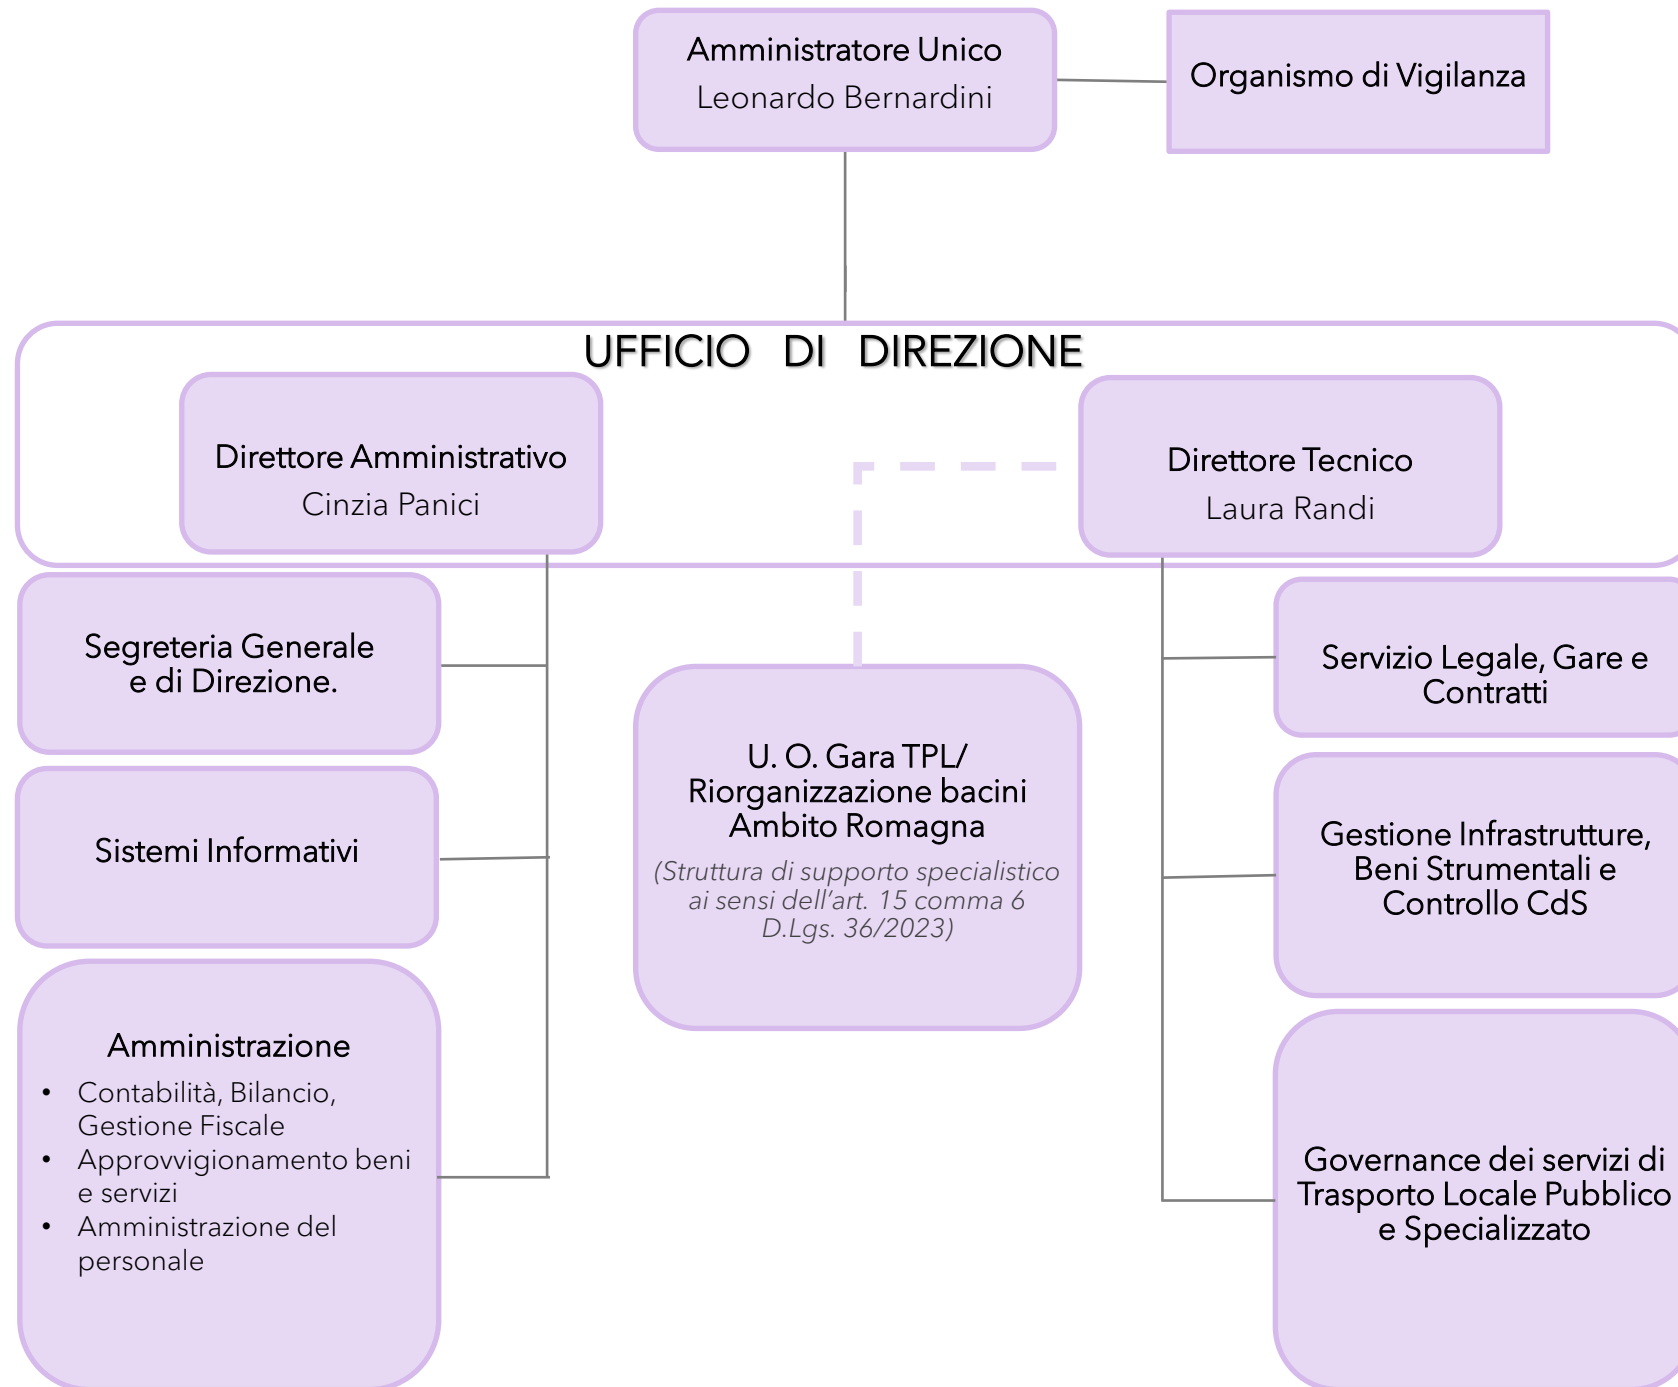 Amministratore Unico
Leonardo Bernardini
Organismo di Vigilanza
UFFICIO DI DIREZIONE
Direttore Amministrativo
Cinzia Panici
Direttore Tecnico
Laura Randi
Segreteria Generale
e di Direzione.
Sistemi Informativi
Amministrazione
• Contabilità, Bilancio,
Gestione Fiscale
• Approvvigionamento beni
e servizi
• Amministrazione del
personale
U. O. Gara TPL/
Riorganizzazione bacini
Ambito Romagna
(Struttura di supporto specialistico
ai sensi dell’art. 15 comma 6
D.Lgs. 36/2023)
Servizio Legale, Gare e
Contratti
Gestione Infrastrutture,
Beni Strumentali e
Controllo CdS
Governance dei servizi di
Trasporto Locale Pubblico
e Specializzato